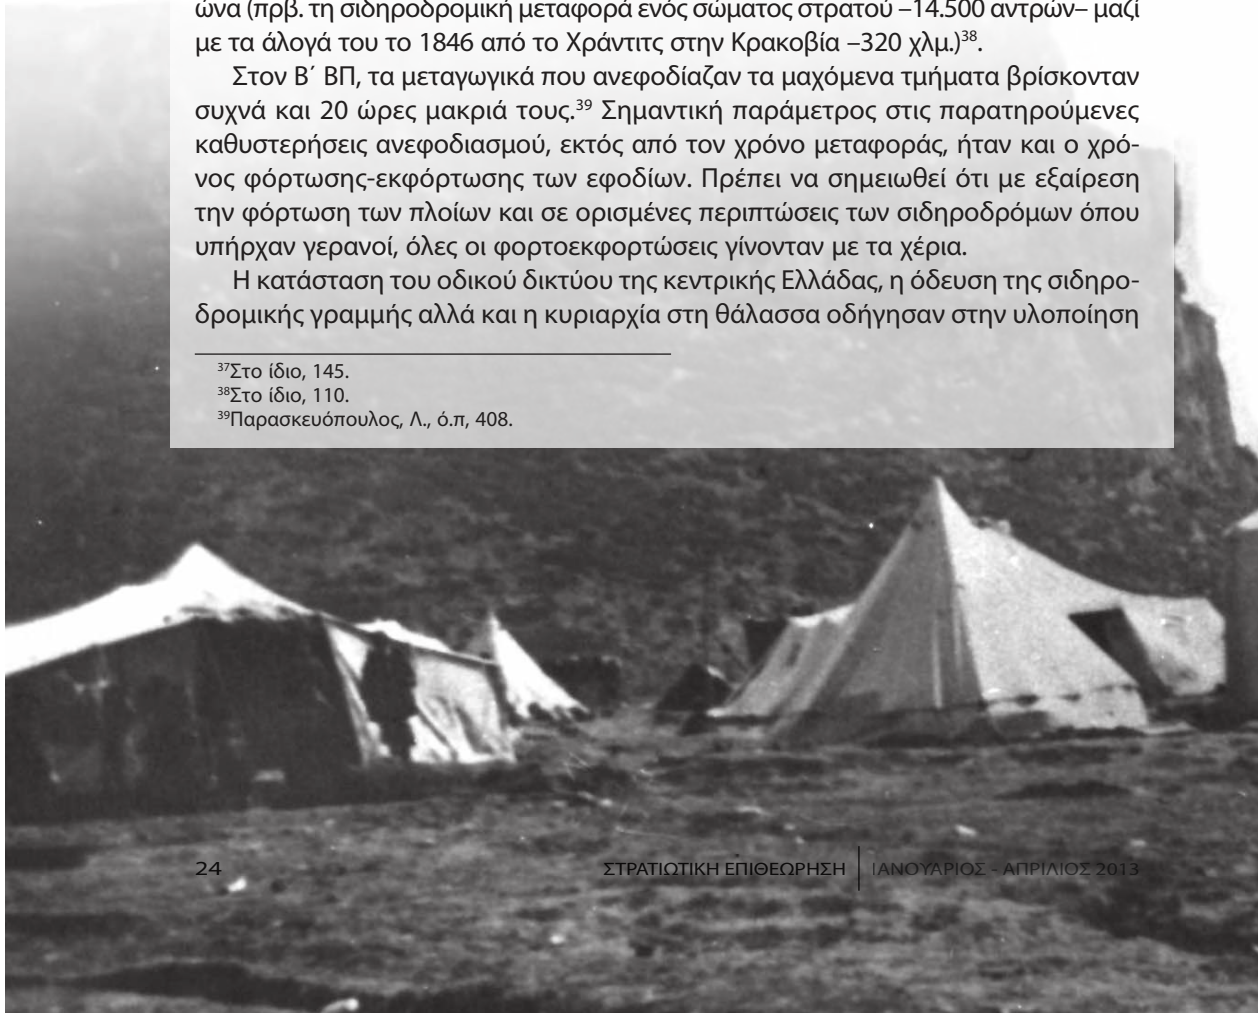 ώνα (πρβ. τη σιδηροδρομική μεταφορά ενός σώματος στρατού –14.500 αντρών– μαζί
με τα άλογά του το 1846 από το Χράντιτς στην Κρακοβία –320 χλμ.)³⁸.
Στον Β΄ ΒΠ, τα μεταγωγικά που ανεφοδίαζαν τα μαχόμενα τμήματα βρίσκονταν
συχνά και 20 ώρες μακριά τους.³⁹ Σημαντική παράμετρος στις παρατηρούμενες
καθυστερήσεις ανεφοδιασμού, εκτός από τον χρόνο μεταφοράς, ήταν και ο χρό-
νος φόρτωσης-εκφόρτωσης των εφοδίων. Πρέπει να σημειωθεί ότι με εξαίρεση
την φόρτωση των πλοίων και σε ορισμένες περιπτώσεις των σιδηροδρόμων όπου
υπήρχαν γερανοί, όλες οι φορτοεκφορτώσεις γίνονταν με τα χέρια.
Η κατάσταση του οδικού δικτύου της κεντρικής Ελλάδας, η όδευση της σιδηρο-
δρομικής γραμμής αλλά και η κυριαρχία στη θάλασσα οδήγησαν στην υλοποίηση
³⁷Στο ίδιο, 145.
³⁸Στο ίδιο, 110.
³⁹Παρασκευόπουλος, Λ., ό.π, 408.
24 ΣΤΡΑΤΙΩΤΙΚΗ ΕΠΙΘΕΩΡΗΣΗ | ΙΑΝΟΥΑΡΙΟΣ - ΑΠΡΙΛΙΟΣ 2013